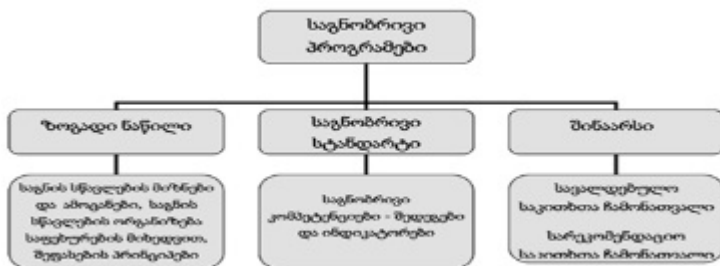 საგნობრივი
პროგრამები
ზოგადი ნაწილი
საგნობრივი
სტანდარტი
შინაარსი
საგნის სწავლების მიზნები
და ამოცანები, საგნის
სწავლების ორგანიზება
საფეხურების მიხედვით,
შეფასების პრინციპები
საგნობრივი
კომპეტენციები - შედეგები
და ინდიკატორები
სავალდებულო
საკითხთა ჩამონათვალი
სარეკომენდაციო
საკითხთა ჩამონათვალი